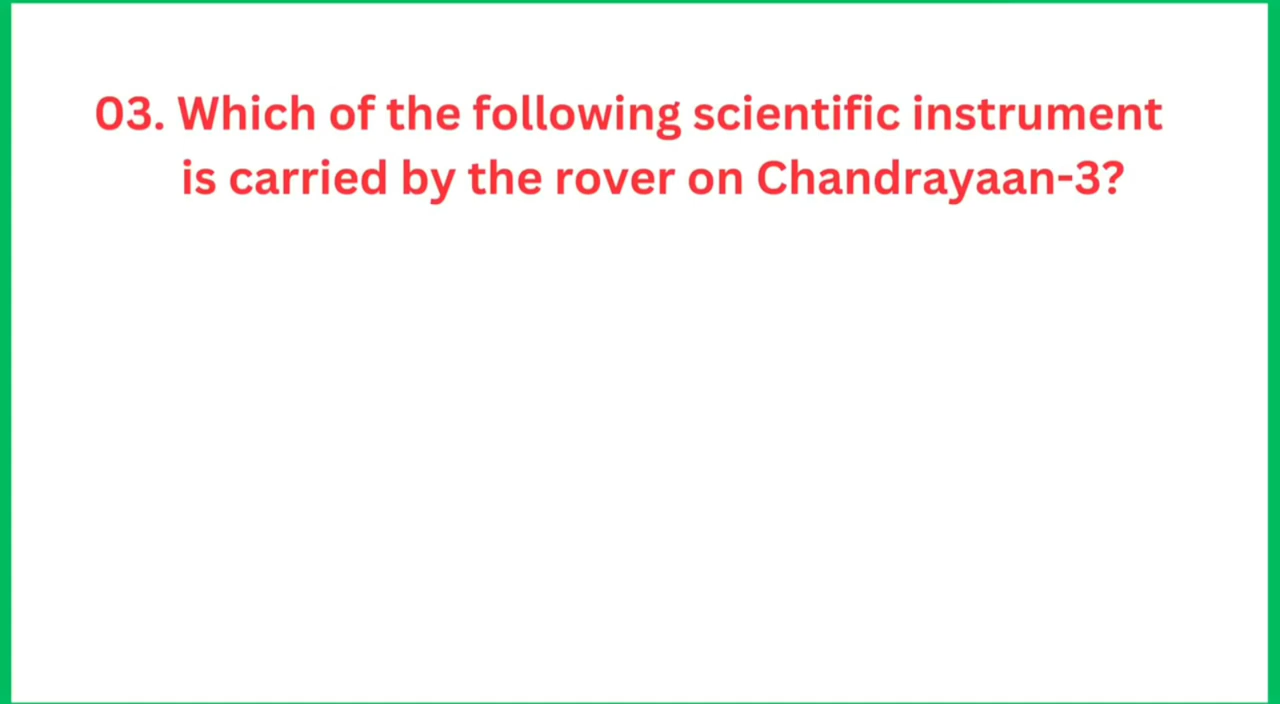 03. Which of the following scientific instrument
is carried by the rover on Chandrayaan-3?